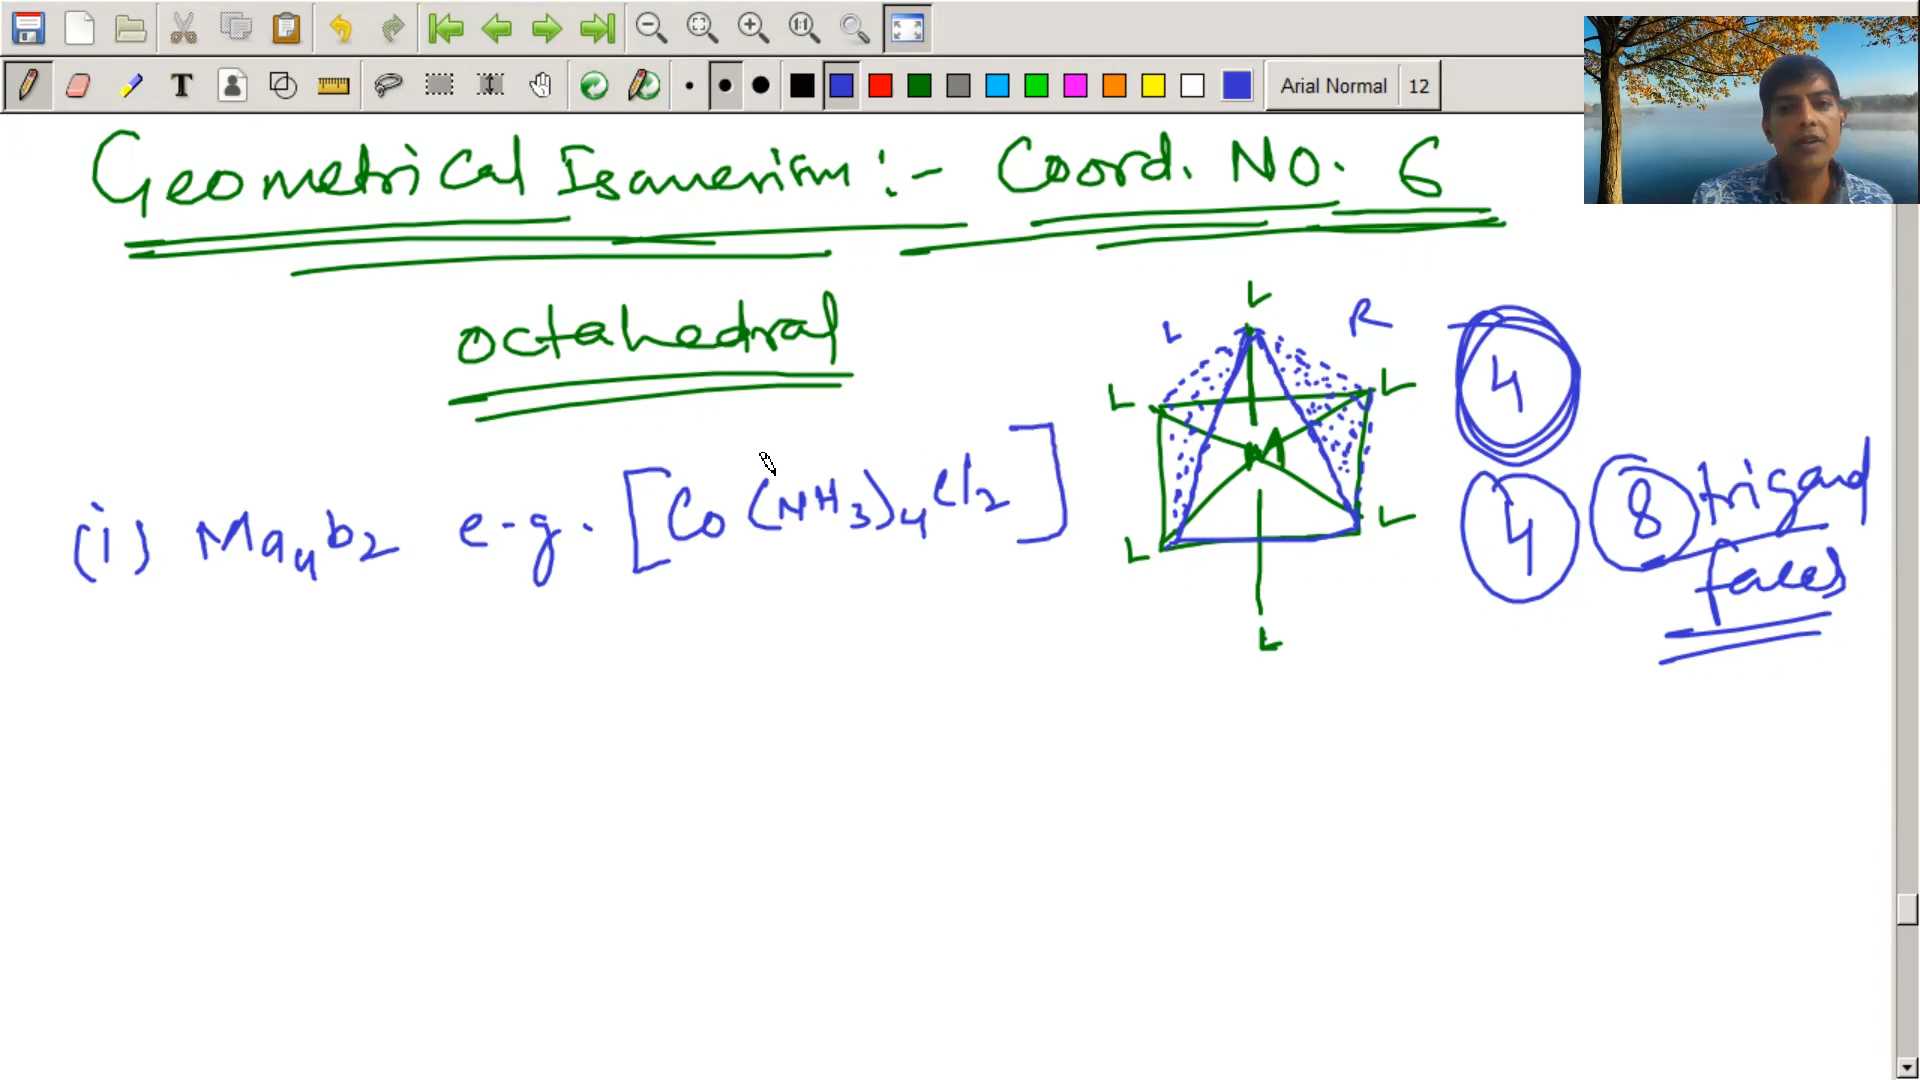 Arial Normal 12
Geometrical Isomerism :- Coord. No. 6
octahedral
(i) Ma4b2 e.g. [Co(NH3)4Cl2]
L
L R
L L
M
L L
L
4
4 8 trigonal
faces